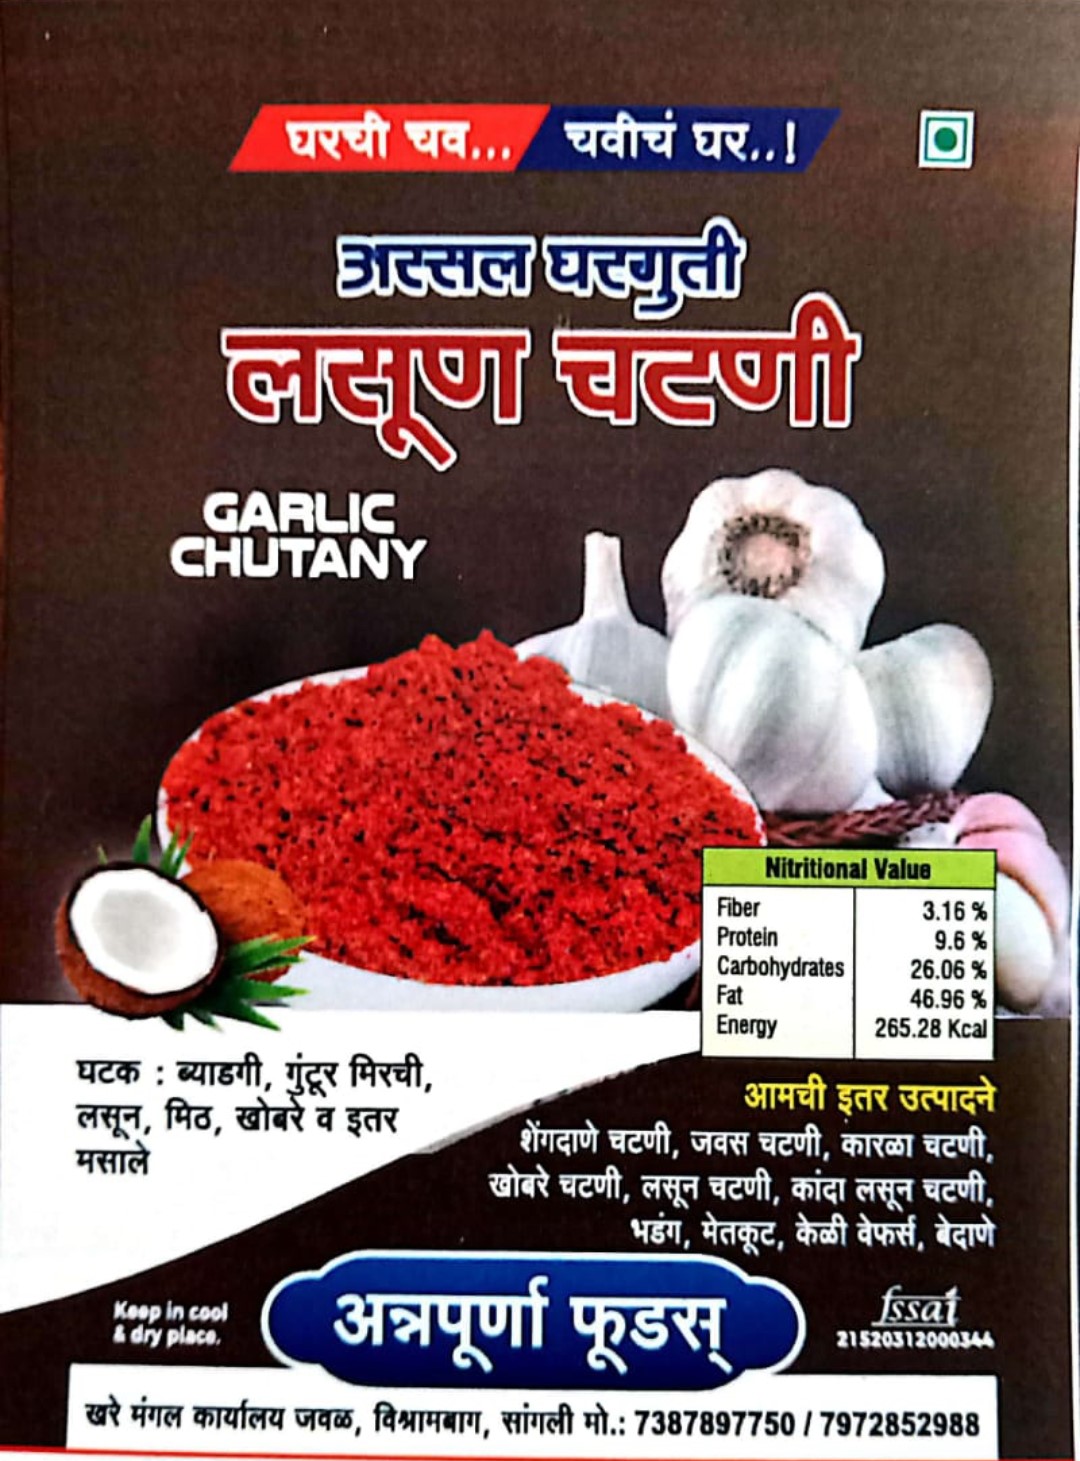 घरची चव... चवीचं घर..!
अस्सल घरगुती
लसूण चटणी
GARLIC
CHUTANY
Nitritional Value
Fiber 3.16 %
Protein 9.6 %
Carbohydrates 26.06 %
Fat 46.96 %
Energy 265.28 Kcal
घटक : ब्याडगी, गुंटूर मिरची,
लसून, मिठ, खोबरे व इतर
मसाले
आमची इतर उत्पादने
शेंगदाणे चटणी, जवस चटणी, कारळा चटणी,
खोबरे चटणी, लसून चटणी, कांदा लसून चटणी,
भडंग, मेतकूट, केळी वेफर्स, बेदाणे
Keep in cool
& dry place.
अन्नपूर्णा फूडस्
fssai
21520312000344
खरे मंगल कार्यालय जवळ, विश्रामबाग, सांगली मो.: 7387897750 / 7972852988